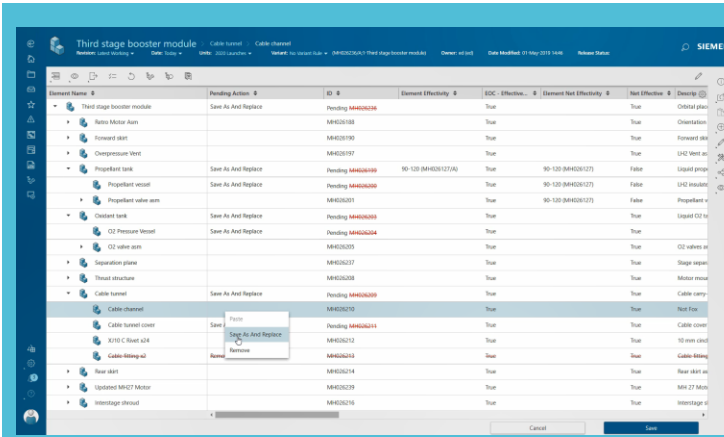 Third stage booster module > Cable tunnel > Cable channel
Revision: Latest Working Date: Today Units: 2020 Launches Variant: No Variant Rule (MH026236/A;1-Third stage booster module) Owner: ed (ed) Date Modified: 01-May-2019 14:46 Release Status:
SIEME
Element Name Pending Action ID Element Effectivity EOC - Effective... Element Net Effectivity Net Effective Descrip
Third stage booster module Save As And Replace Pending MH026236 True True Orbital plac
Retro Motor Asm MH026188 True True Orientation
Forward skirt MH026190 True True Forward skir
Overpressure Vent MH026197 True True LH2 Vent as
Propellant tank Save As And Replace Pending MH026199 90-120 (MH026127/A) True 90-120 (MH026127) False Liquid prope
Propellant vessel Save As And Replace Pending MH026200 True 90-120 (MH026127) False LH2 insulate
Propellant valve asm MH026201 True 90-120 (MH026127) False Propellant v
Oxidant tank Save As And Replace Pending MH026203 True True Liquid O2 ta
O2 Pressure Vessel Save As And Replace Pending MH026204 True True
O2 valve asm MH026205 True True O2 valves a
Separation plane MH026237 True True Stage separ
Thrust structure MH026208 True True Motor mou
Cable tunnel Save As And Replace Pending MH026209 True True Cable carry
Cable channel MH026210 True True Not Fox
Paste
Cable tunnel cover Save Pending MH026211 True True Cable cover
Save As And Replace
XJ10 C Rivet x24 MH026212 True True 10 mm circl
Remove
Cable fitting x2 Remo MH026213 True True Cable fitting
Rear skirt MH026214 True True Rear skirt as
Updated MH27 Motor MH026239 True True MH 27 Mot
Interstage shroud MH026216 True True Interstage s
Cancel Save